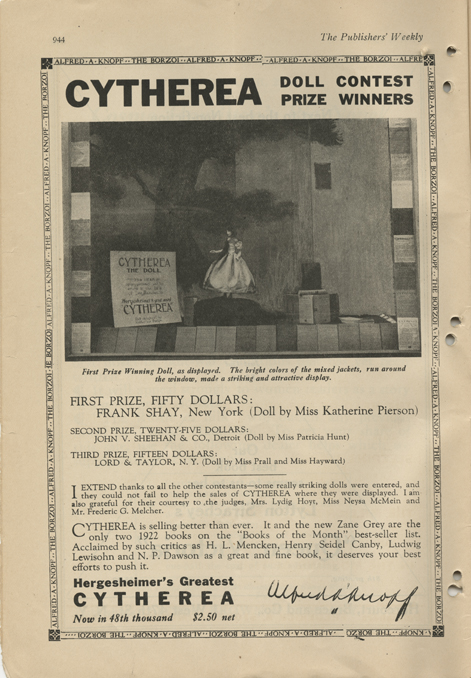 944
The Publishers' Weekly
ALFRED·A·KNOPF··THE BORZOI··ALFRED·A·KNOPF··THE BORZOI··ALFRED·A·KNOPF··THE BORZOI··ALFRED
CYTHEREA
DOLL CONTEST
PRIZE WINNERS
CYTHEREA
THE DOLL
Hergesheimer's
CYTHEREA
First Prize Winning Doll, as displayed. The bright colors of the mixed jackets, run around
the window, made a striking and attractive display.
FIRST PRIZE, FIFTY DOLLARS:
FRANK SHAY, New York (Doll by Miss Katherine Pierson)
SECOND PRIZE, TWENTY-FIVE DOLLARS:
JOHN V. SHEEHAN & CO., Detroit (Doll by Miss Patricia Hunt)
THIRD PRIZE, FIFTEEN DOLLARS:
LORD & TAYLOR, N. Y. (Doll by Miss Prall and Miss Hayward)
I EXTEND thanks to all the other contestants—some really striking dolls were entered, and
they could not fail to help the sales of CYTHEREA where they were displayed. I am
also grateful for their courtesy to the judges, Mrs. Lydig Hoyt, Miss Neysa McMein and
Mr. Frederic G. Melcher.
CYTHEREA is selling better than ever. It and the new Zane Grey are the
only two 1922 books on the "Books of the Month" best-seller list.
Acclaimed by such critics as H. L. Mencken, Henry Seidel Canby, Ludwig
Lewisohn and N. P. Dawson as a great and fine book, it deserves your best
efforts to push it.
Hergesheimer's Greatest
CYTHEREA
Now in 48th thousand $2.50 net
Alfred A Knopf